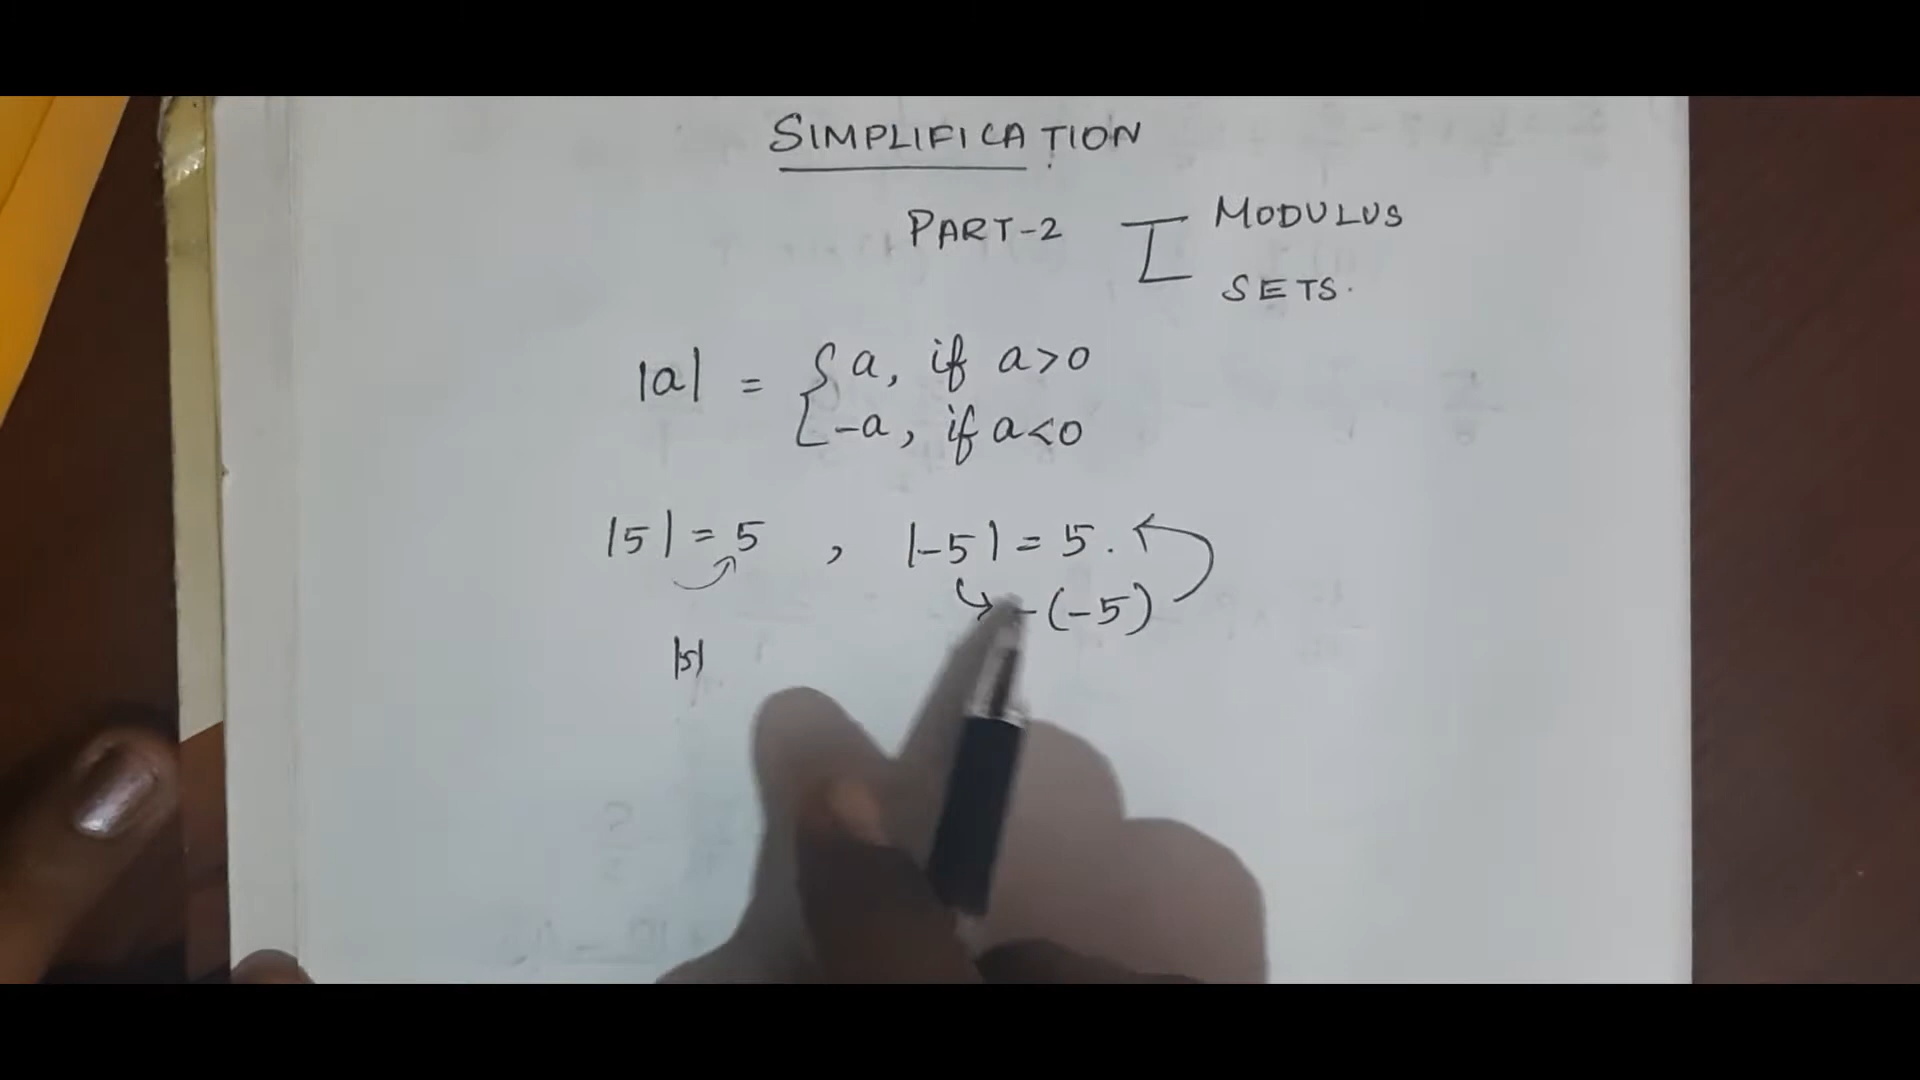 SIMPLIFICATION
PART-2
MODULUS
SETS.
|a| = { a, if a>0
-a, if a<0
|5| = 5 , |-5| = 5.
-(-5)
|5|